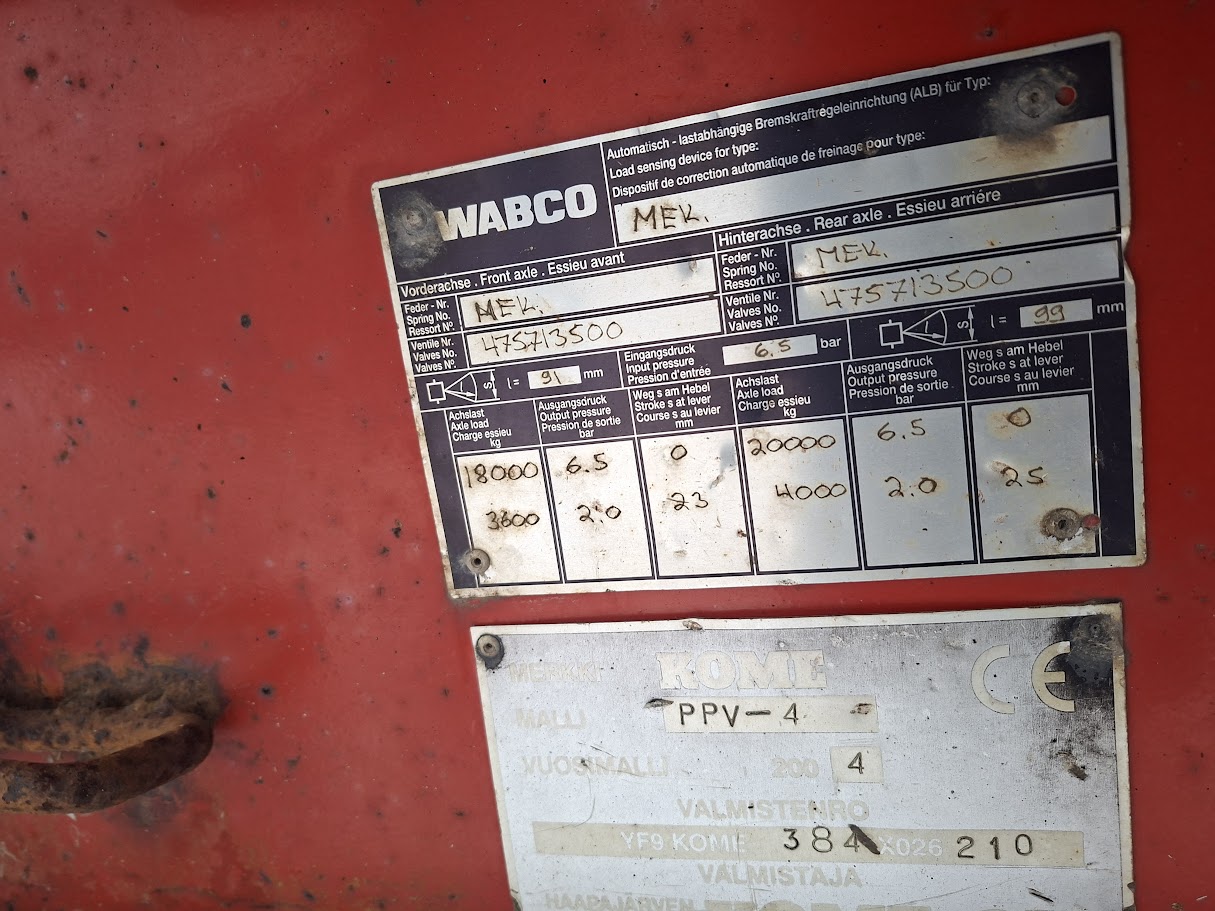 WABCO
Automatisch - lastabhängige Bremskraftregeleinrichtung (ALB) für Typ:
Load sensing device for type:
Dispositif de correction automatique de freinage pour type:
MEK.
Vorderachse . Front axle . Essieu avant
Feder - Nr.
Spring No.
Ressort Nº.
MEK.
Ventile Nr.
Valves No.
Valves Nº.
475713500
Hinterachse . Rear axle . Essieu arriére
Feder - Nr.
Spring No.
Ressort Nº.
MEK.
Ventile Nr.
Valves No.
Valves Nº.
475713500
S l = 91 mm
Eingangsdruck
Input pressure
Pression d'entrée
6.5 bar
l S l = 99 mm
Achslast
Axle load
Charge essieu
kg
Ausgangsdruck
Output pressure
Pression de sortie
bar
Weg s am Hebel
Stroke s at lever
Course s au levier
mm
Achslast
Axle load
Charge essieu
kg
Ausgangsdruck
Output pressure
Pression de sortie
bar
Weg s am Hebel
Stroke s at lever
Course s au levier
mm
18000 6.5 0 20000 6.5 0
3600 2.0 23 4000 2.0 25
MERKKI KOME CE
MALLI PPV-4
VUOSIMALLI 200 4
VALMISTENRO
YF9 KOME 384 X026 210
VALMISTAJA
HAAPAJÄRVEN